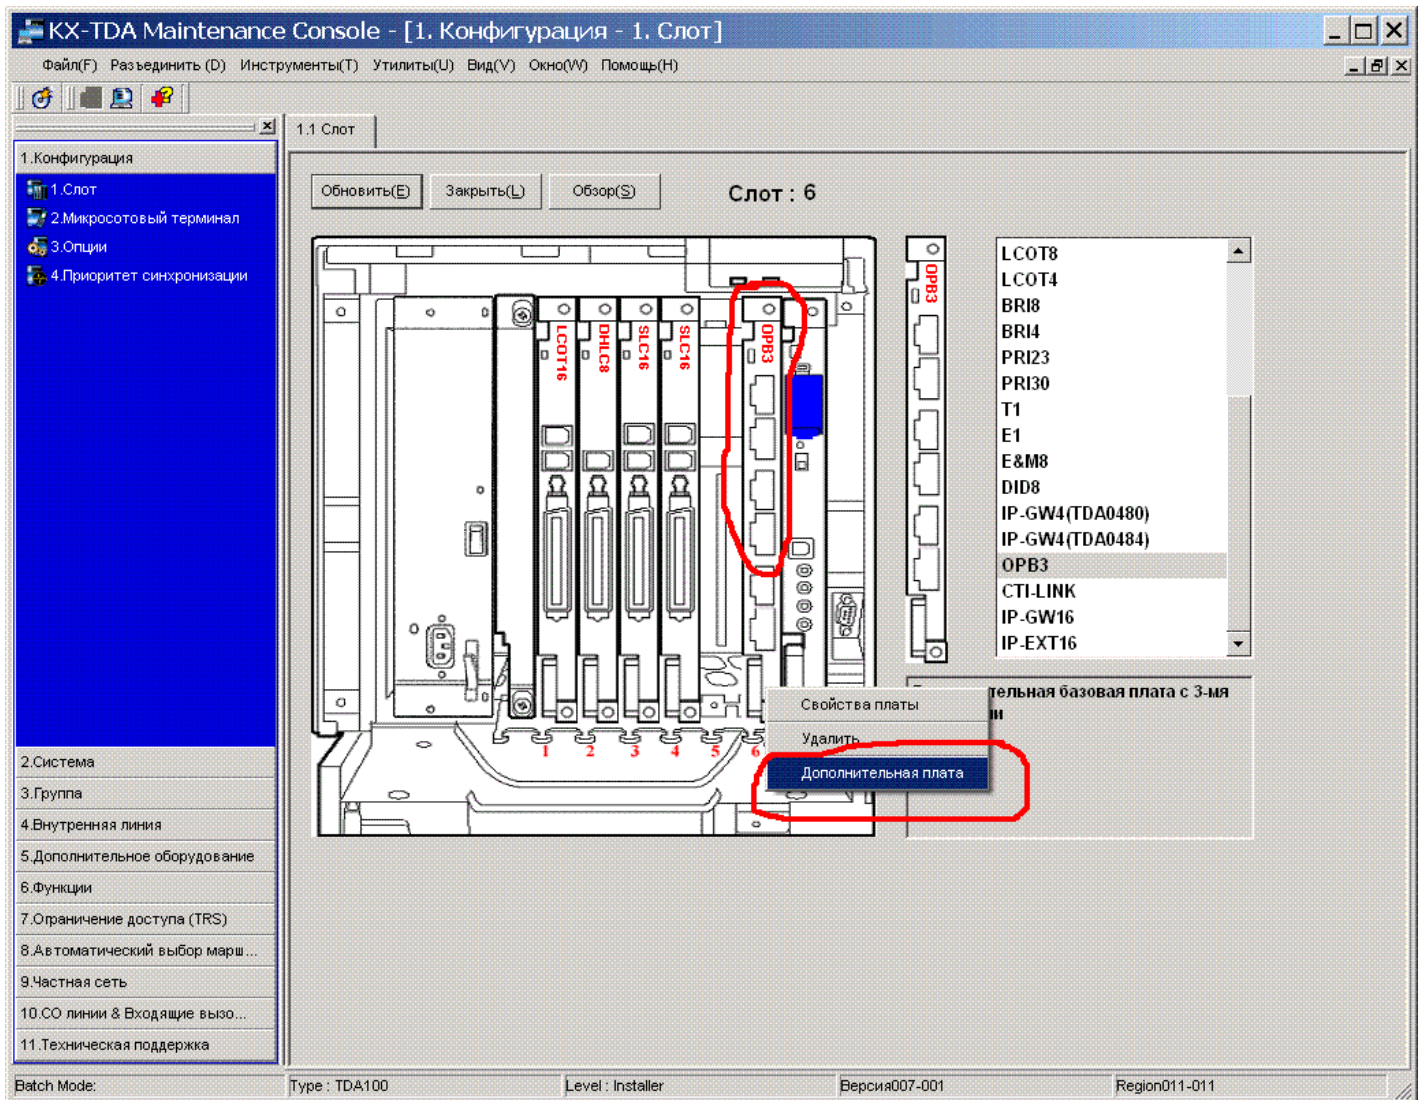 KX-TDA Maintenance Console - [1. Конфигурация - 1. Слот]
Файл(F) Разъединить (D) Инструменты(T) Утилиты(U) Вид(V) Окно(W) Помощь(H)
1.1 Слот
1.Конфигурация
1.Слот
2.Микросотовый терминал
3.Опции
4.Приоритет синхронизации
2.Система
3.Группа
4.Внутренняя линия
5.Дополнительное оборудование
6.Функции
7.Ограничение доступа (TRS)
8.Автоматический выбор марш...
9.Частная сеть
10.CO линии & Входящие вызо...
11.Техническая поддержка
Обновить(E) Закрыть(L) Обзор(S)
Слот : 6
LCOT16
DHLC8
SLC16
SLC16
OPB3
1 2 3 4 5 6
OPB3
LCOT8
LCOT4
BRI8
BRI4
PRI23
PRI30
T1
E1
E&M8
DID8
IP-GW4(TDA0480)
IP-GW4(TDA0484)
OPB3
CTI-LINK
IP-GW16
IP-EXT16
тельная базовая плата с 3-мя
и
Свойства платы
Удалить
Дополнительная плата
Batch Mode:
Type : TDA100
Level : Installer
Версия007-001
Region011-011